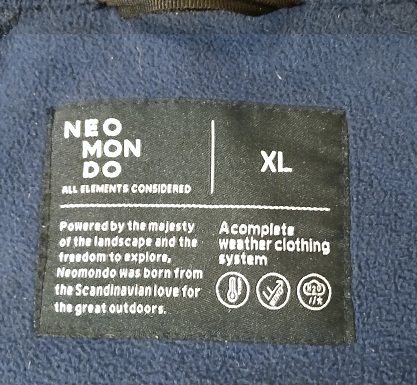 NEO
MON
DO
ALL ELEMENTS CONSIDERED
XL
Powered by the majesty
of the landscape and the
freedom to explore,
Neomondo was born from
the Scandinavian love for
the great outdoors.
A complete
weather clothing
system
H2O